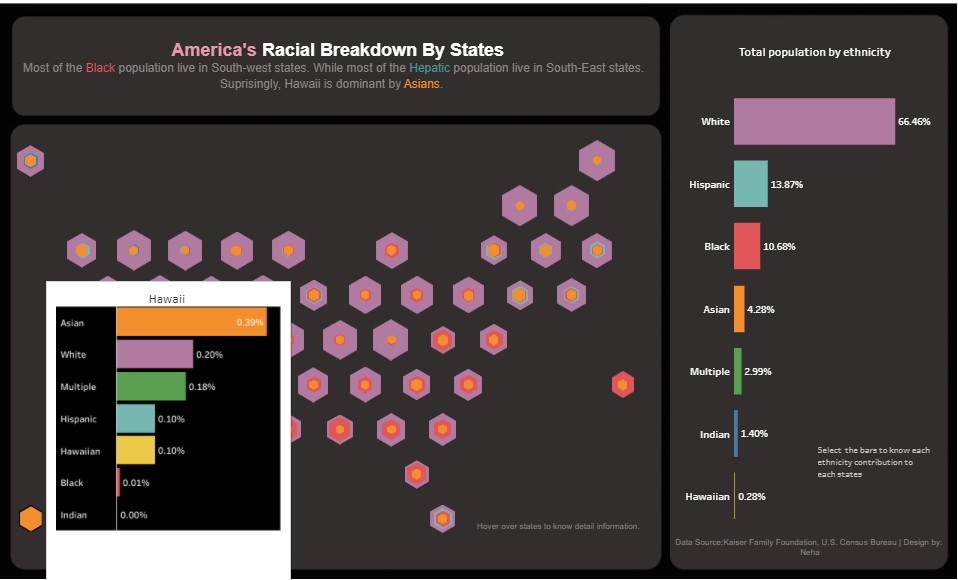 America's Racial Breakdown By States
Most of the Black population live in South-west states. While most of the Hepatic population live in South-East states.
Suprisingly, Hawaii is dominant by Asians.
Hawaii
Asian 0.39%
White 0.20%
Multiple 0.18%
Hispanic 0.10%
Hawaiian 0.10%
Black 0.01%
Indian 0.00%
Hover over states to know detail information.
Total population by ethnicity
White 66.46%
Hispanic 13.87%
Black 10.68%
Asian 4.28%
Multiple 2.99%
Indian 1.40%
Hawaiian 0.28%
Select the bars to know each
ethnicity contribution to
each states
Data Source:Kaiser Family Foundation, U.S. Census Bureau | Design by:
Neha